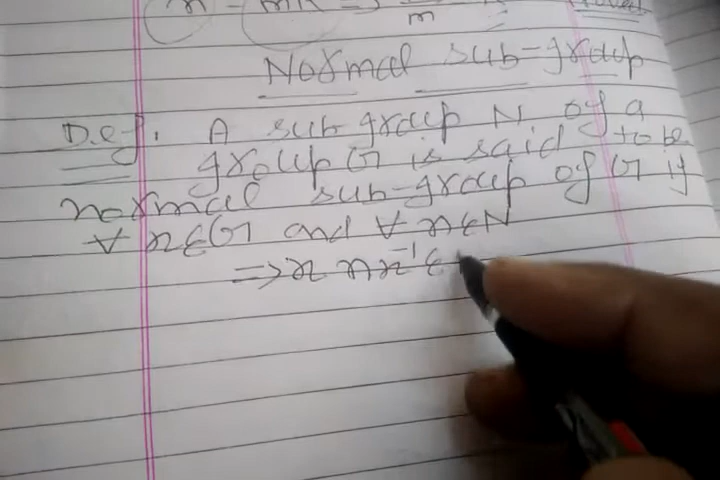 Normal sub-group
Def. A sub group N of a
group G is said to be
normal sub-group of G if
∀ x∈G and ∀ n∈N
⇒ x n x⁻¹ ∈